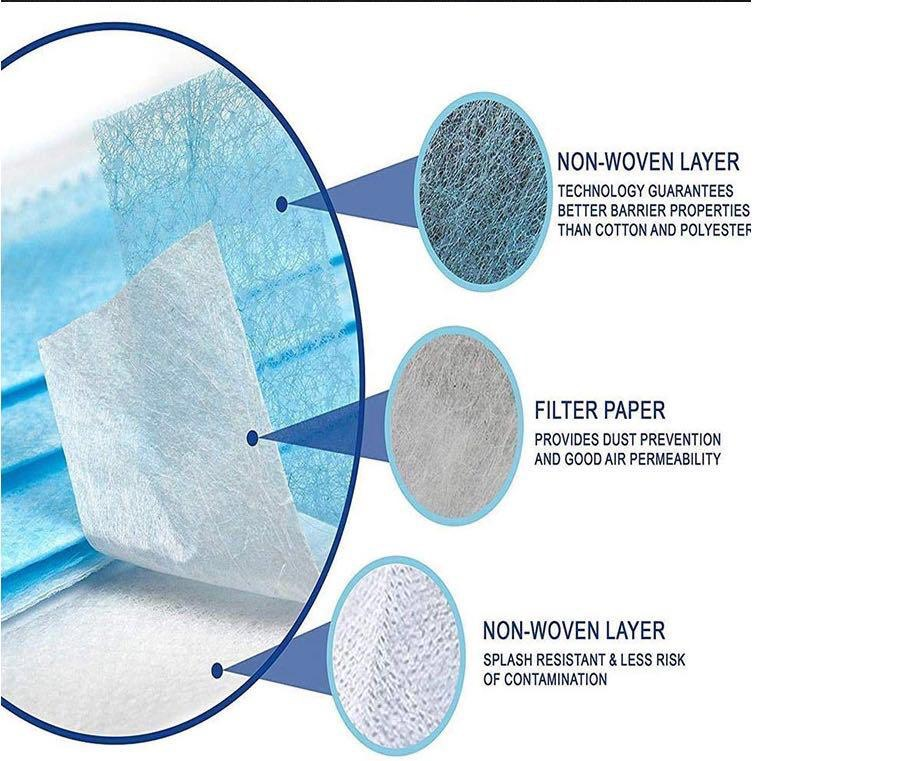 NON-WOVEN LAYER
TECHNOLOGY GUARANTEES
BETTER BARRIER PROPERTIES
THAN COTTON AND POLYESTER
FILTER PAPER
PROVIDES DUST PREVENTION
AND GOOD AIR PERMEABILITY
NON-WOVEN LAYER
SPLASH RESISTANT & LESS RISK
OF CONTAMINATION